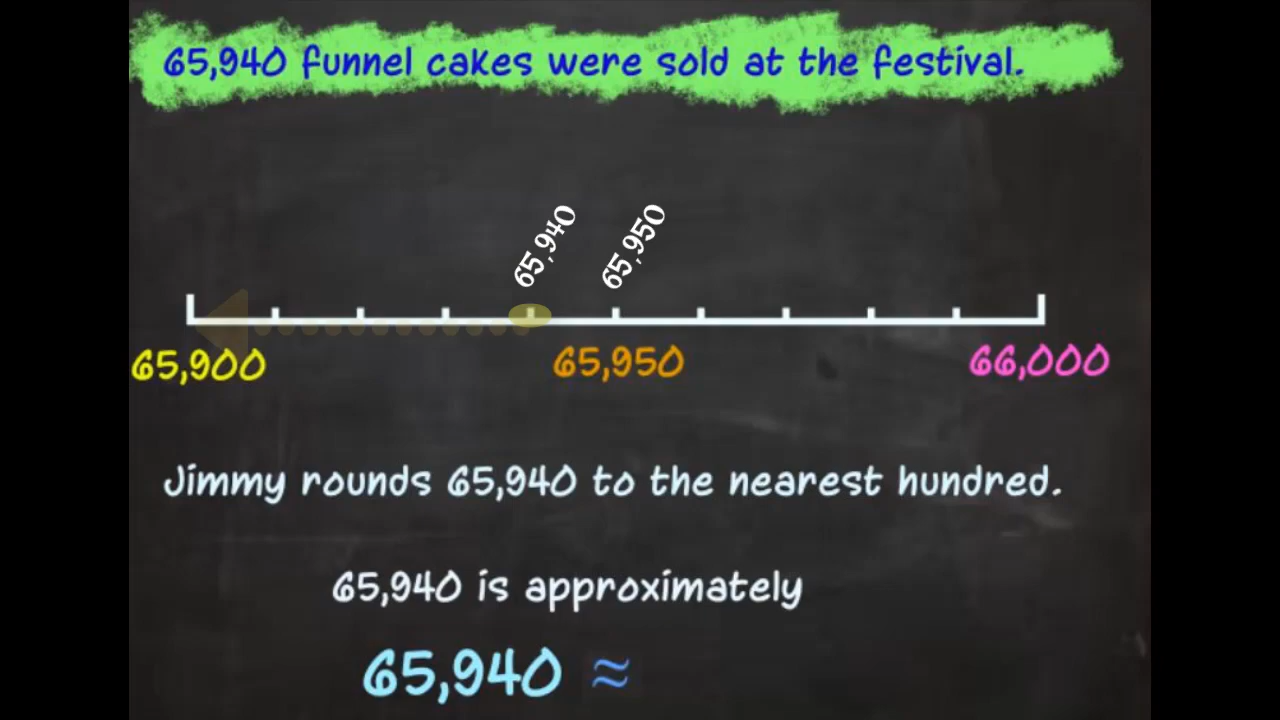 65,940 funnel cakes were sold at the festival.
65,940
65,950
65,900
65,950
66,000
Jimmy rounds 65,940 to the nearest hundred.
65,940 is approximately
65,940 ≈